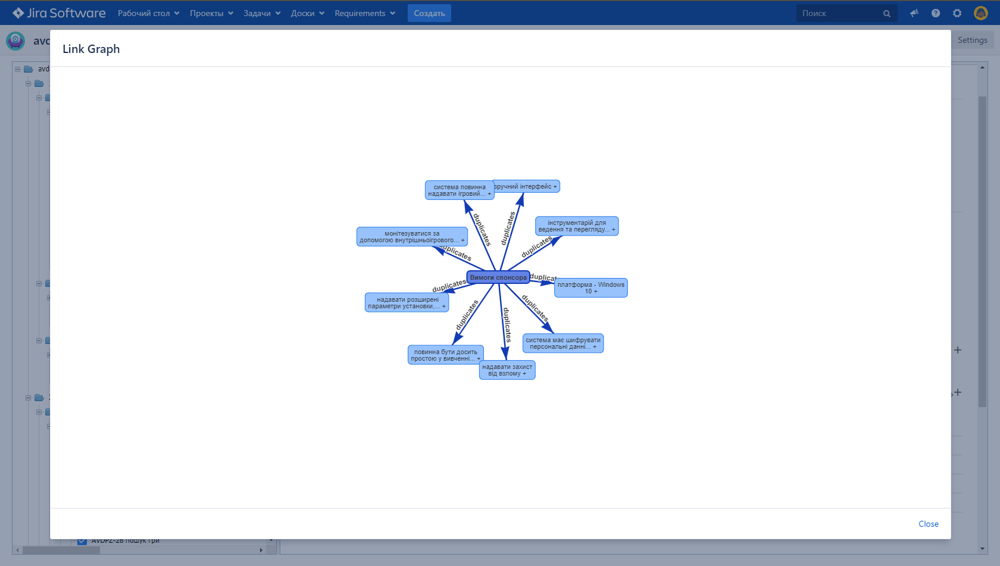 Jira Software
Рабочий стол
Проекты
Задачи
Доски
Requirements
Создать
Поиск
Settings
Link Graph
система повинна
надавати ігровий... +
зручний інтерфейс +
інструментарій для
ведення та перегляду... +
монітезуватися за
допомогою внутрішньоігрового... +
duplicates
duplicates
duplicates
duplicates
Вимоги спонсора
платформа - Windows
10 +
duplicates
надавати розширені
параметри установки,... +
duplicates
duplicates
duplicates
система має шифрувати
персональні данні... +
повинна бути досить
простою у вивченні... +
надавати захист
від взлому +
Close
AVDPZ-28 пошук гри